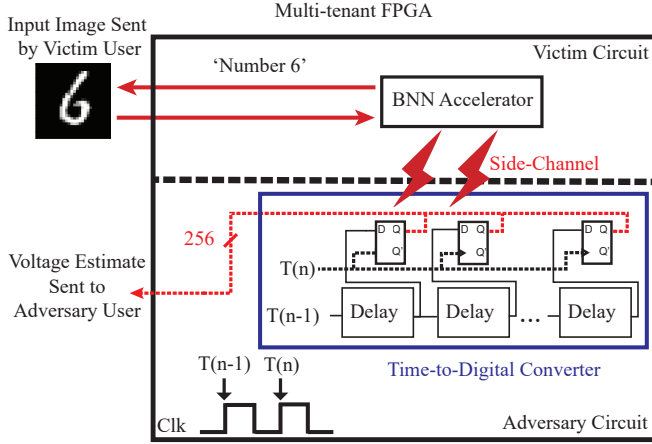 Multi-tenant FPGA
Input Image Sent
by Victim User
Victim Circuit
'Number 6'
6
BNN Accelerator
Side-Channel
256
D Q
Q'
D Q
Q'
D Q
Q'
Voltage Estimate
Sent to
Adversary User
T(n)
T(n-1)
Delay
Delay
...
Delay
Time-to-Digital Converter
T(n-1)
T(n)
Clk
Adversary Circuit